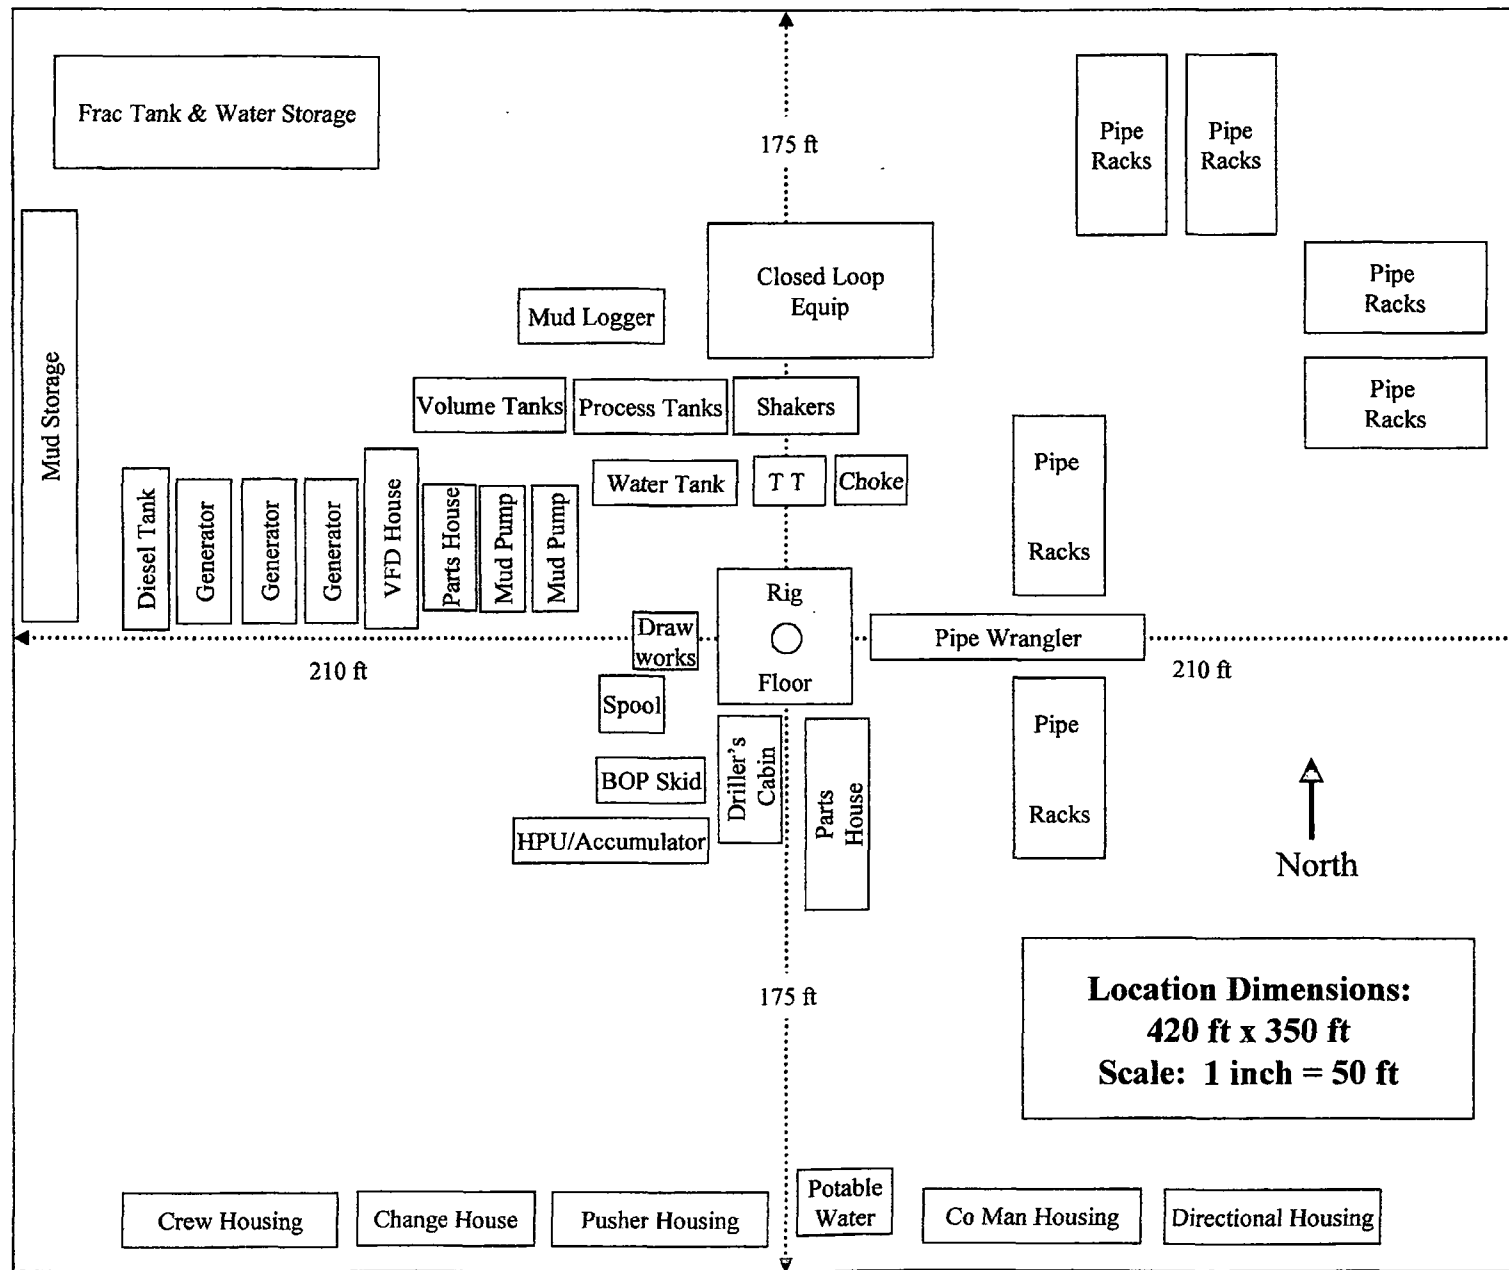 Frac Tank & Water Storage
175 ft
Pipe
Racks
Pipe
Racks
Closed Loop
Equip
Pipe
Racks
Mud Logger
Mud Storage
Volume Tanks
Process Tanks
Shakers
Pipe
Racks
Water Tank
T T
Choke
Pipe
Racks
Diesel Tank
Generator
Generator
Generator
VFD House
Parts House
Mud Pump
Mud Pump
Rig
Floor
Draw
works
Pipe Wrangler
210 ft
210 ft
Spool
Pipe
Racks
BOP Skid
Driller's
Cabin
Parts
House
HPU/Accumulator
North
175 ft
Location Dimensions:
420 ft x 350 ft
Scale: 1 inch = 50 ft
Crew Housing
Change House
Pusher Housing
Potable
Water
Co Man Housing
Directional Housing